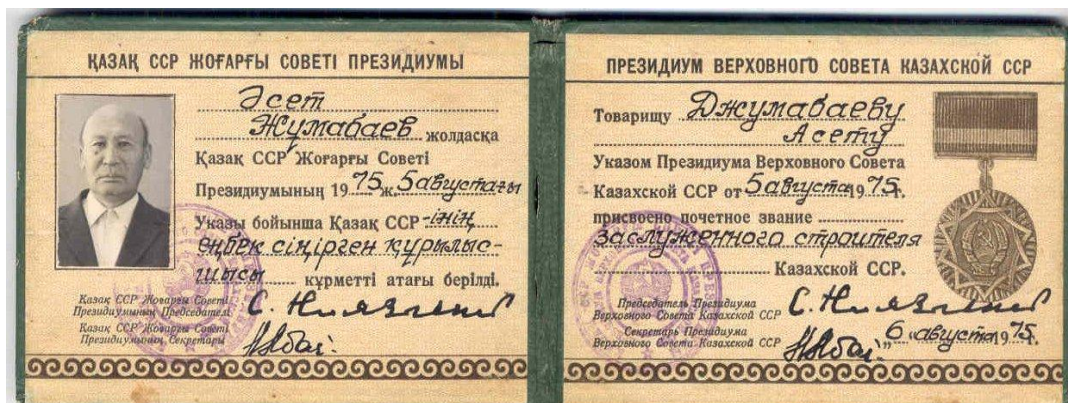 ҚАЗАҚ ССР ЖОҒАРҒЫ СОВЕТІ ПРЕЗИДИУМЫ
Әсет
Жұмабаев жолдасқа
Қазақ ССР Жоғарғы Советі
Президиумының 1975 ж. 5 августағы
Указы бойынша Қазақ ССР-інің
еңбек сіңірген құрылыс-
шысы құрметті атағы берілді.
Қазақ ССР Жоғарғы Советі
Президиумының Председателі
Қазақ ССР Жоғарғы Советі
Президиумының Секретары
ПРЕЗИДИУМ ВЕРХОВНОГО СОВЕТА КАЗАХСКОЙ ССР
Товарищу Джумабаеву
Асету
Указом Президиума Верховного Совета
Казахской ССР от 5 августа 1975 г.
присвоено почетное звание
заслуженного строителя
Казахской ССР.
Председатель Президиума
Верховного Совета Казахской ССР
Секретарь Президиума
Верховного Совета Казахской ССР
"6" августа 1975 г.